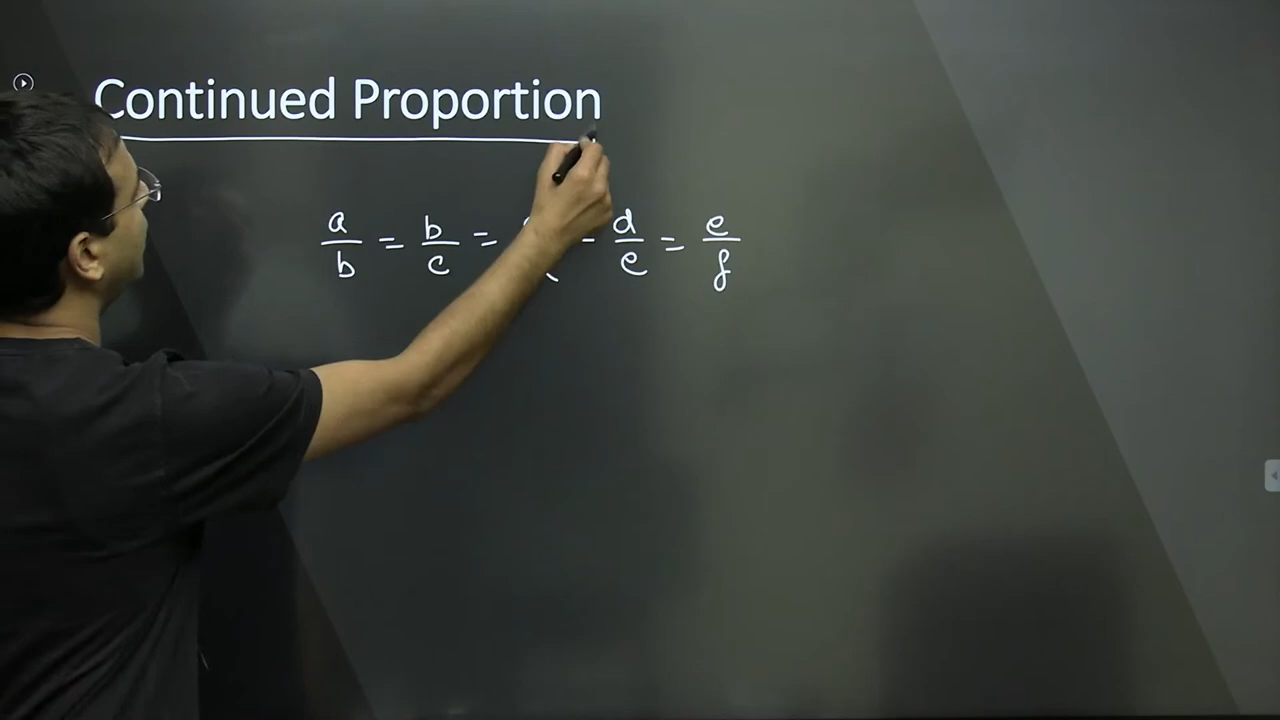 Continued Proportion
a/b = b/c = = d/e = e/f